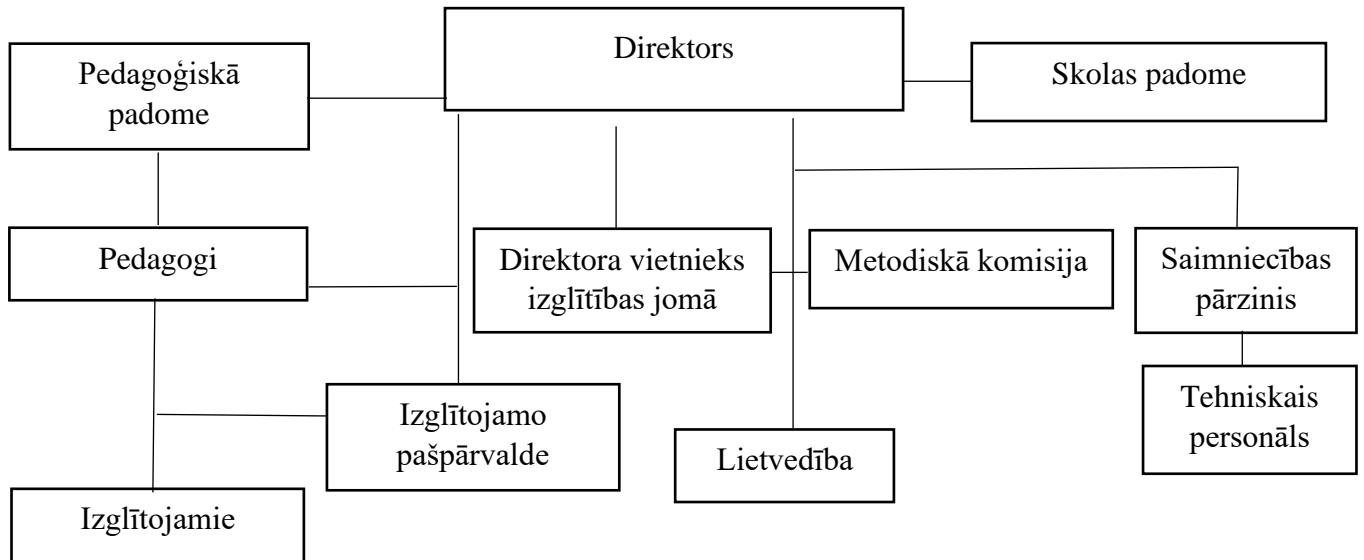 Direktors
Pedagoģiskā
padome
Skolas padome
Pedagogi
Direktora vietnieks
izglītības jomā
Metodiskā komisija
Saimniecības
pārzinis
Izglītojamo
pašpārvalde
Lietvedība
Tehniskais
personāls
Izglītojamie